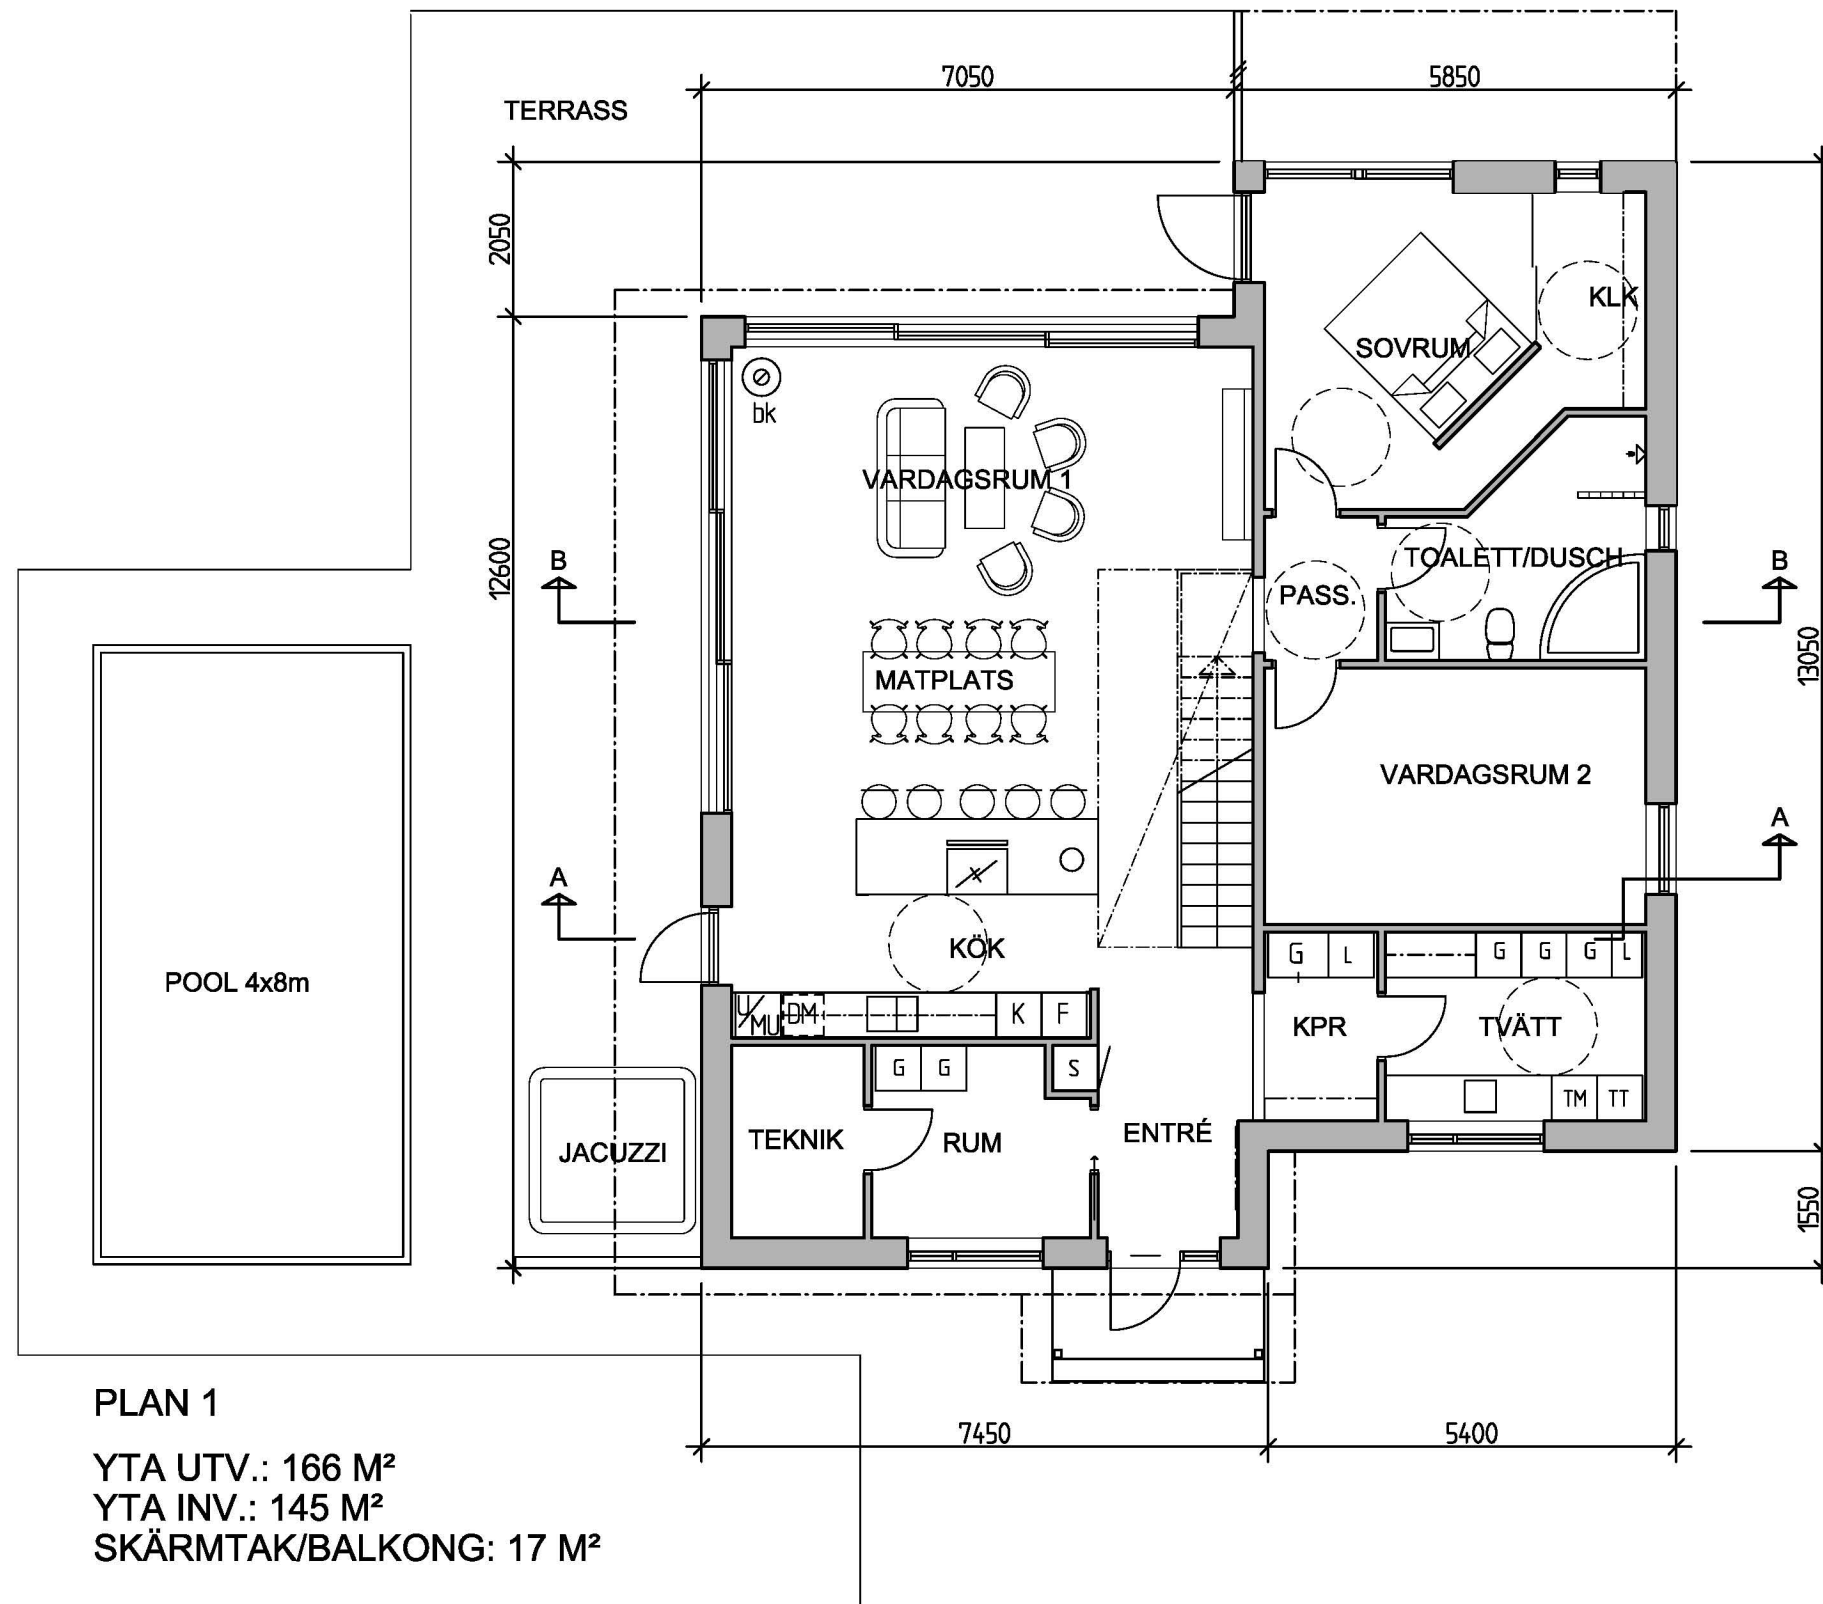 7050
5850
TERRASS
2050
KLK
SOVRUM
bk
VARDAGSRUM 1
12600
B
TOALETT/DUSCH
B
PASS.
13050
MATPLATS
VARDAGSRUM 2
A
A
KÖK
G L
G G G L
POOL 4x8m
U/MU DM K F
KPR
TVÄTT
G G
S
TM TT
TEKNIK
RUM
ENTRÉ
JACUZZI
1550
PLAN 1
7450
5400
YTA UTV.: 166 M²
YTA INV.: 145 M²
SKÄRMTAK/BALKONG: 17 M²